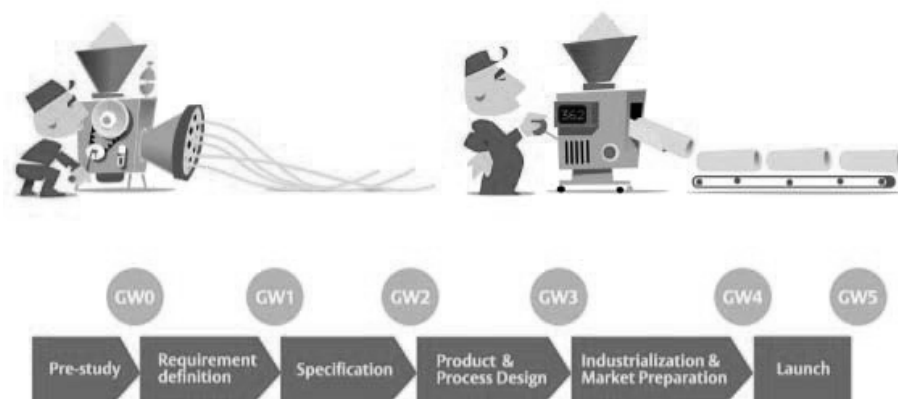 362
GW0
GW1
GW2
GW3
GW4
GW5
Pre-study
Requirement
definition
Specification
Product &
Process Design
Industrialization &
Market Preparation
Launch